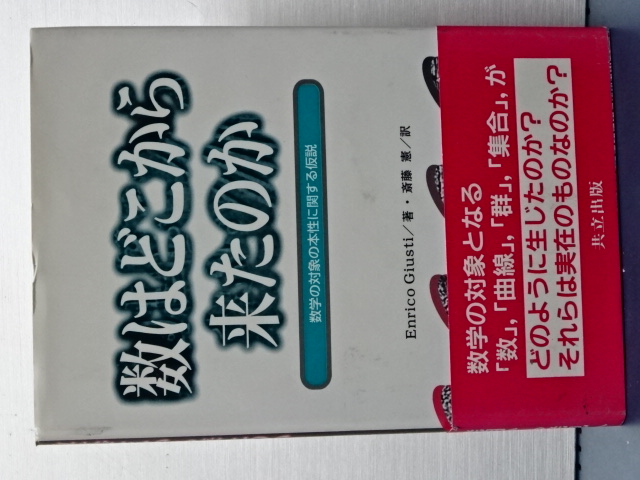 数はどこから
来たのか
数学の対象の本性に関する仮説
Enrico Giusti／著・斎藤 憲／訳
数学の対象となる
「数」,「曲線」,「群」,「集合」, が
どのように生じたのか?
それらは実在のものなのか?
共立出版